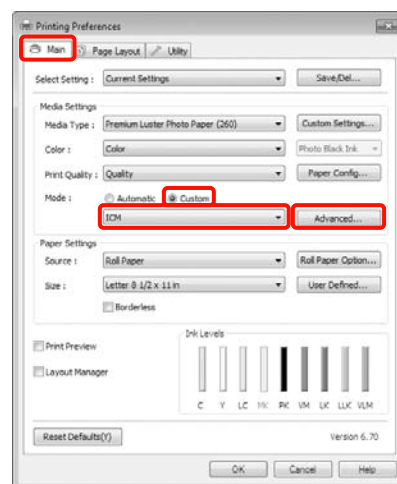 Printing Preferences
Main Page Layout Utility
Select Setting : Current Settings Save/Del...
Media Settings
Media Type : Premium Luster Photo Paper (260) Custom Settings...
Color : Color Photo Black Ink
Print Quality : Quality Paper Config...
Mode : Automatic Custom
ICM Advanced...
Paper Settings
Source : Roll Paper Roll Paper Option...
Size : Letter 8 1/2 x 11 in User Defined...
Borderless
Ink Levels
Print Preview
Layout Manager
C Y LC MK PK VM LK LLK VLM
Reset Defaults(Y) Version 6.70
OK Cancel Help